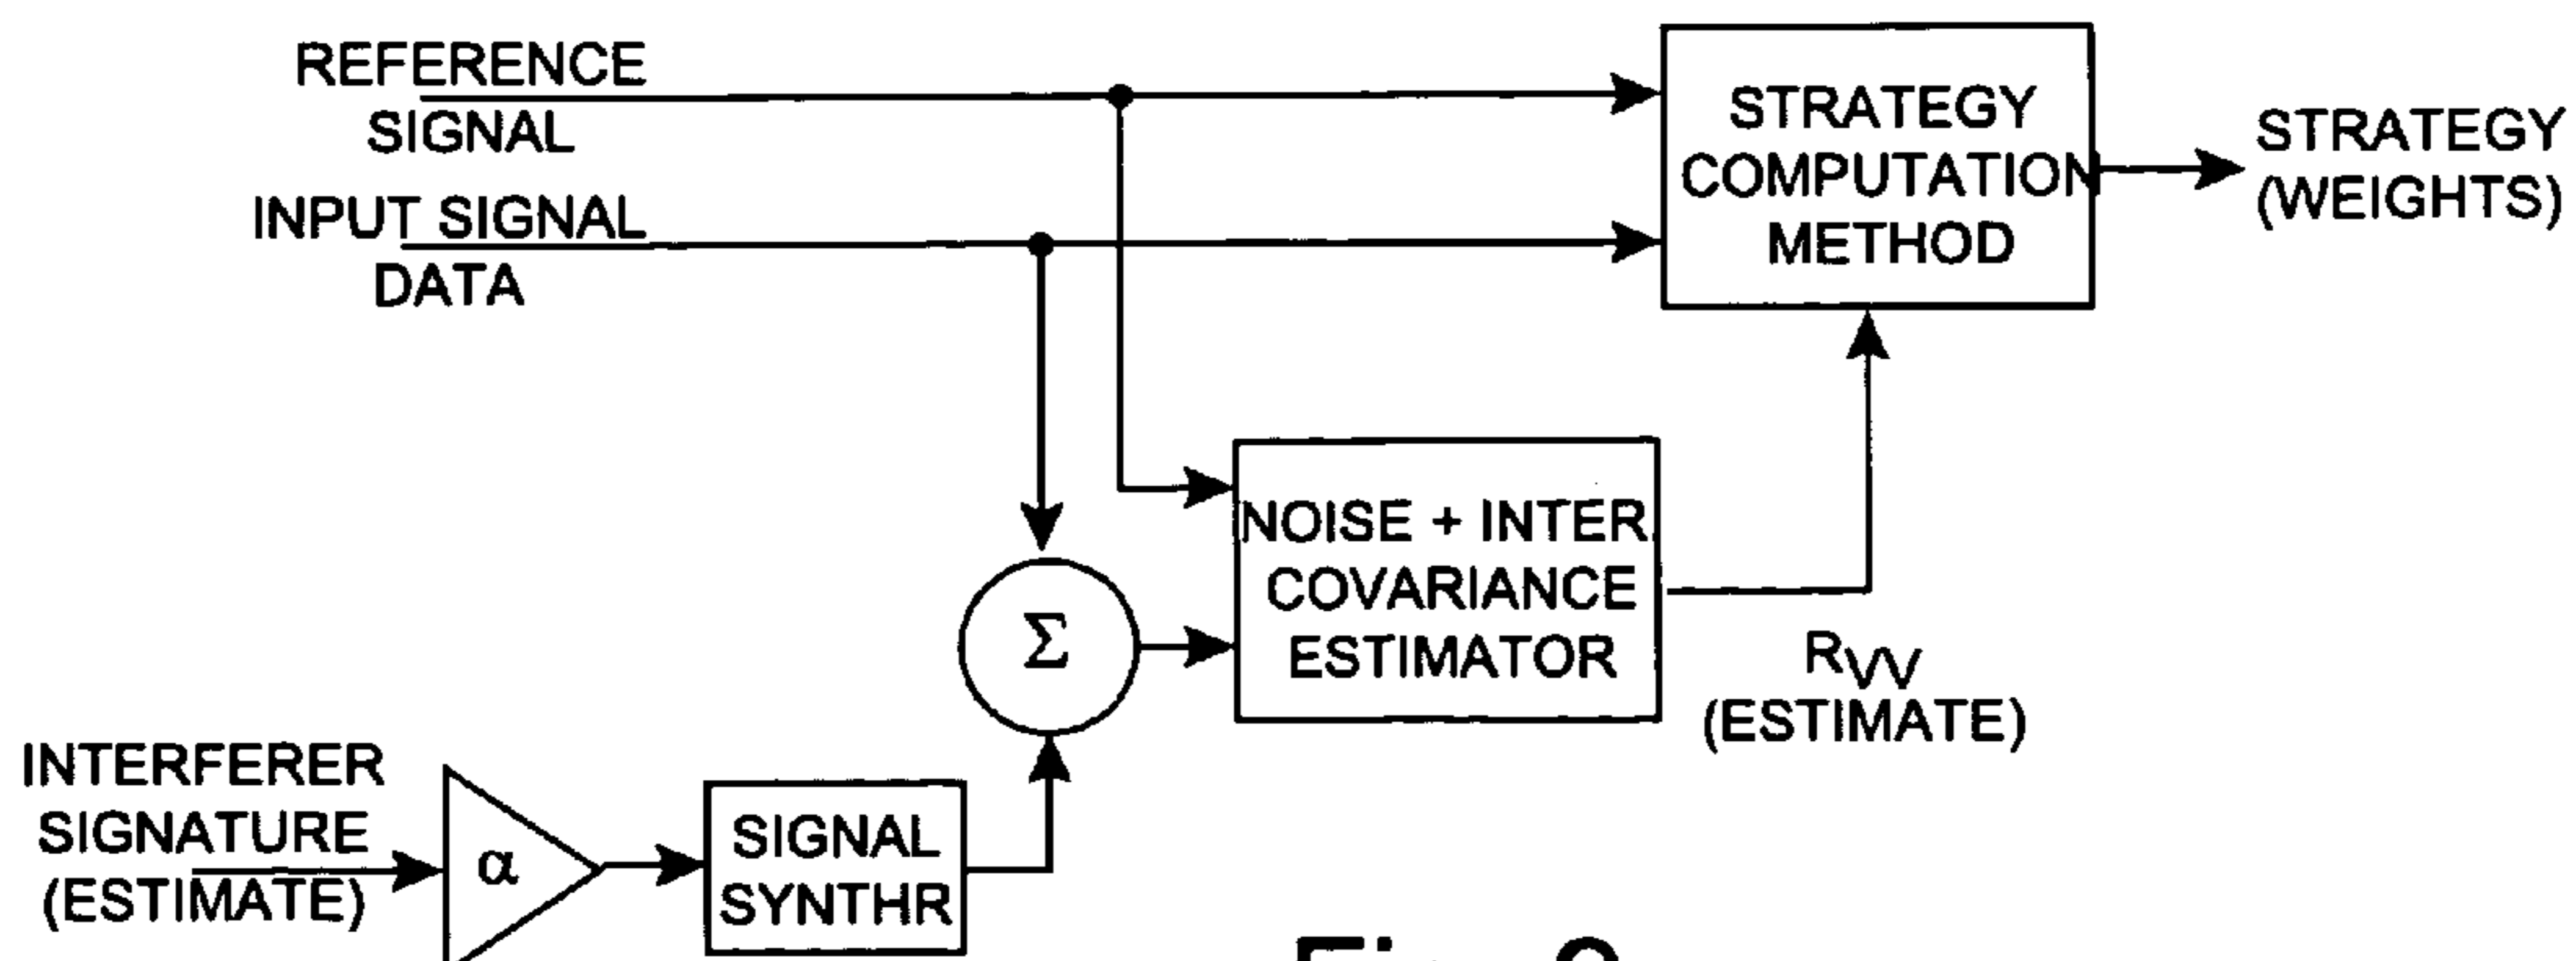 REFERENCE
SIGNAL
INPUT SIGNAL
DATA
STRATEGY
COMPUTATION
METHOD
STRATEGY
(WEIGHTS)
NOISE + INTER.
COVARIANCE
ESTIMATOR
Σ
RVV
(ESTIMATE)
INTERFERER
SIGNATURE
(ESTIMATE)
α
SIGNAL
SYNTHR